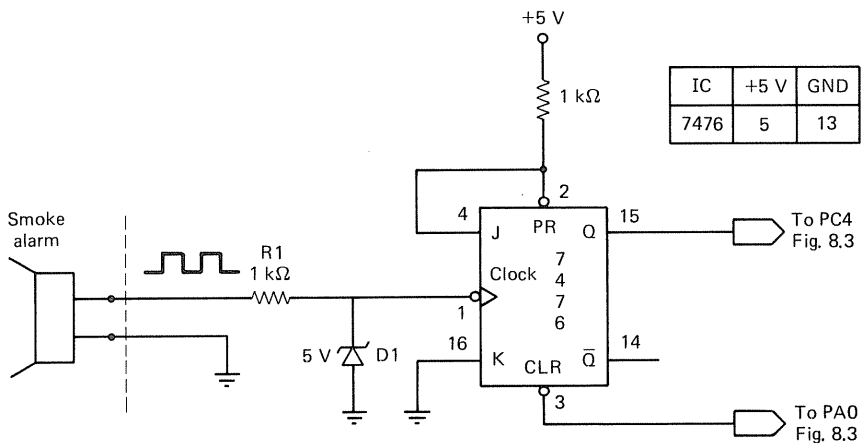 +5 V
1 kΩ
IC +5 V GND
7476 5 13
Smoke
alarm
R1
1 kΩ
4
J
2
PR
Q
15
To PC4
Fig. 8.3
Clock
7
4
7
6
1
16
K
5 V
D1
CLR
Q̅
14
3
To PA0
Fig. 8.3